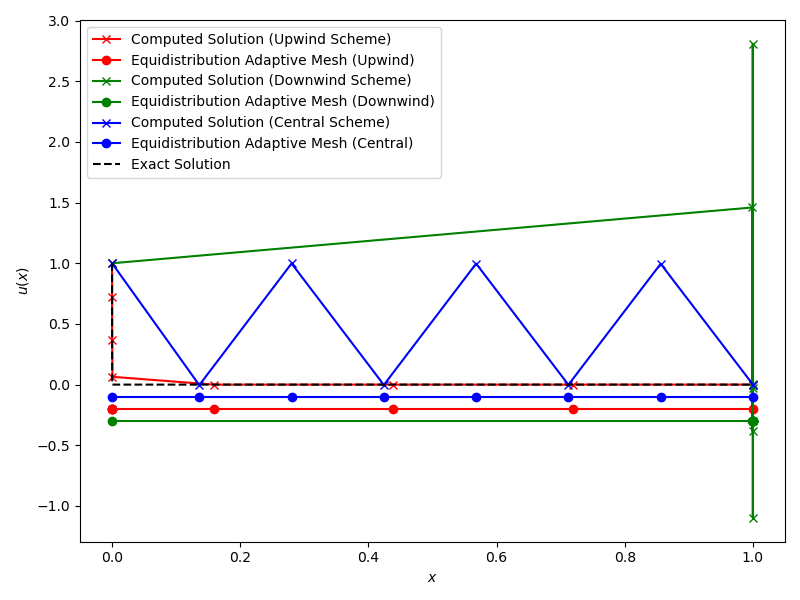 3.0
2.5
2.0
1.5
1.0
0.5
0.0
−0.5
−1.0
u(x)
Computed Solution (Upwind Scheme)
Equidistribution Adaptive Mesh (Upwind)
Computed Solution (Downwind Scheme)
Equidistribution Adaptive Mesh (Downwind)
Computed Solution (Central Scheme)
Equidistribution Adaptive Mesh (Central)
Exact Solution
0.0 0.2 0.4 0.6 0.8 1.0
x